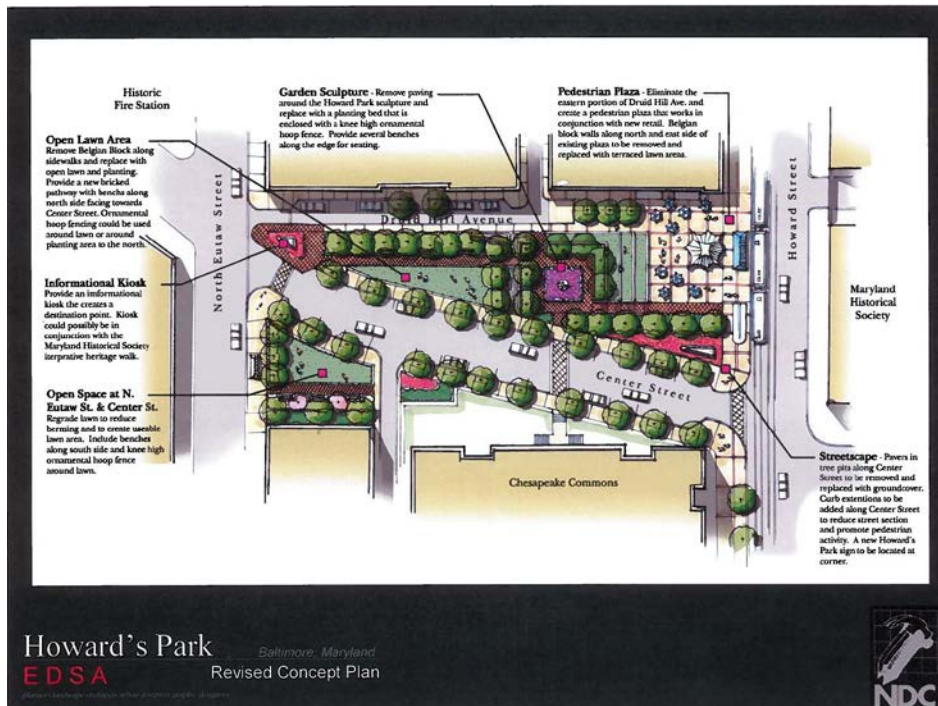 Historic
Fire Station
Garden Sculpture - Remove paving
around the Howard Park sculpture and
replace with a planting bed that is
enclosed with a knee high ornamental
hoop fence. Provide several benches
along the edge for seating.
Pedestrian Plaza - Eliminate the
eastern portion of Druid Hill Ave. and
create a pedestrian plaza that works in
conjunction with new retail. Belgian
block walls along north and east side of
existing plaza to be removed and
replaced with terraced lawn areas.
Open Lawn Area
Remove Belgian Block along
sidewalks and replace with
open lawn and planting.
Provide a new bricked
pathway with benchs along
north side facing towards
Center Street. Ornamental
hoop fencing could be used
around lawn or around
planting area to the north.
North Eutaw Street
Druid Hill Avenue
Howard Street
Informational Kiosk
Provide an imformational
kiosk the creates a
destination point. Kiosk
could possibly be in
conjunction with the
Maryland Historical Society
iterprative heritage walk.
Maryland
Historical
Society
Open Space at N.
Eutaw St. & Center St.
Regrade lawn to reduce
berming and to create useable
lawn area. Include benches
along south side and knee high
ornamental hoop fence
around lawn.
Center Street
Chesapeake Commons
Streetscape - Pavers in
tree pits along Center
Street to be removed and
replaced with groundcover.
Curb extentions to be
added along Center Street
to reduce street section
and promote pedestrian
activity. A new Howard's
Park sign to be located at
corner.
Howard's Park
Baltimore, Maryland
EDSA
Revised Concept Plan
NDC